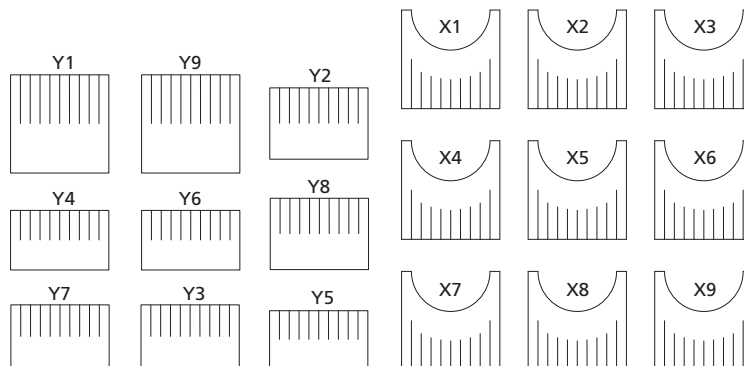 X1 X2 X3
Y1 Y9 Y2
X4 X5 X6
Y4 Y6 Y8
Y7 Y3 Y5
X7 X8 X9